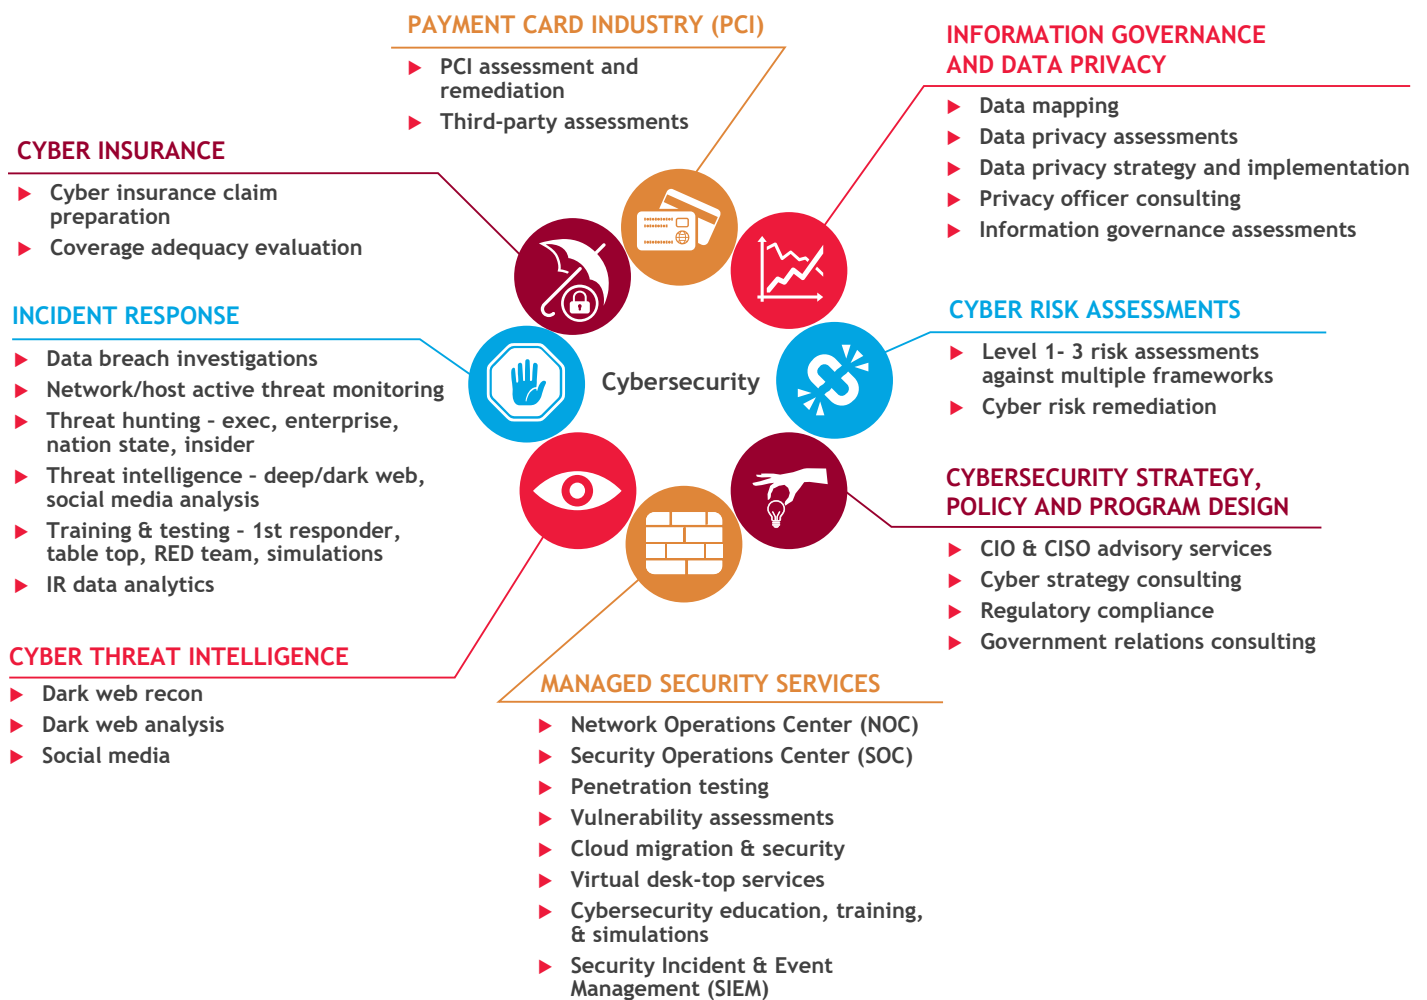 PAYMENT CARD INDUSTRY (PCI)
PCI assessment and
remediation
Third-party assessments
INFORMATION GOVERNANCE
AND DATA PRIVACY
Data mapping
Data privacy assessments
Data privacy strategy and implementation
Privacy officer consulting
Information governance assessments
CYBER INSURANCE
Cyber insurance claim
preparation
Coverage adequacy evaluation
INCIDENT RESPONSE
Data breach investigations
Network/host active threat monitoring
Threat hunting – exec, enterprise,
nation state, insider
Threat intelligence – deep/dark web,
social media analysis
Training & testing – 1st responder,
table top, RED team, simulations
IR data analytics
Cybersecurity
CYBER RISK ASSESSMENTS
Level 1- 3 risk assessments
against multiple frameworks
Cyber risk remediation
CYBERSECURITY STRATEGY,
POLICY AND PROGRAM DESIGN
CIO & CISO advisory services
Cyber strategy consulting
Regulatory compliance
Government relations consulting
CYBER THREAT INTELLIGENCE
Dark web recon
Dark web analysis
Social media
MANAGED SECURITY SERVICES
Network Operations Center (NOC)
Security Operations Center (SOC)
Penetration testing
Vulnerability assessments
Cloud migration & security
Virtual desk-top services
Cybersecurity education, training,
& simulations
Security Incident & Event
Management (SIEM)